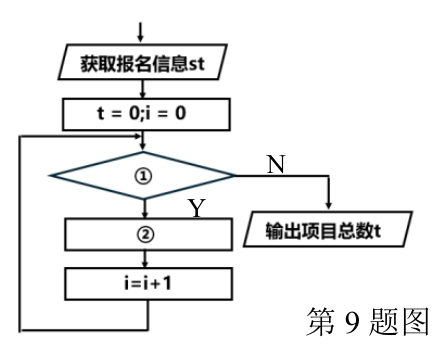 获取报名信息st
t = 0;i = 0
①
N
Y
②
输出项目总数t
i=i+1
第 9 题图